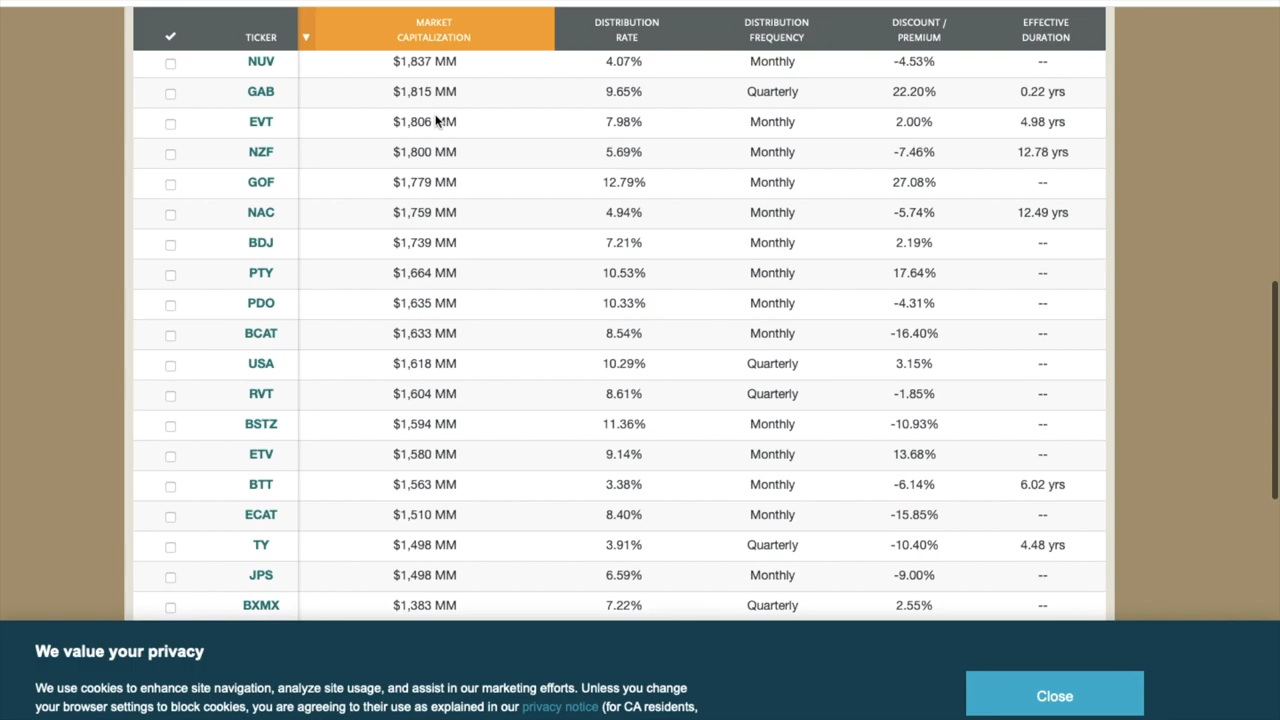 ✔ TICKER ▼ MARKET CAPITALIZATION DISTRIBUTION RATE DISTRIBUTION FREQUENCY DISCOUNT / PREMIUM EFFECTIVE DURATION
NUV $1,837 MM 4.07% Monthly -4.53% --
GAB $1,815 MM 9.65% Quarterly 22.20% 0.22 yrs
EVT $1,806 MM 7.98% Monthly 2.00% 4.98 yrs
NZF $1,800 MM 5.69% Monthly -7.46% 12.78 yrs
GOF $1,779 MM 12.79% Monthly 27.08% --
NAC $1,759 MM 4.94% Monthly -5.74% 12.49 yrs
BDJ $1,739 MM 7.21% Monthly 2.19% --
PTY $1,664 MM 10.53% Monthly 17.64% --
PDO $1,635 MM 10.33% Monthly -4.31% --
BCAT $1,633 MM 8.54% Monthly -16.40% --
USA $1,618 MM 10.29% Quarterly 3.15% --
RVT $1,604 MM 8.61% Quarterly -1.85% --
BSTZ $1,594 MM 11.36% Monthly -10.93% --
ETV $1,580 MM 9.14% Monthly 13.68% --
BTT $1,563 MM 3.38% Monthly -6.14% 6.02 yrs
ECAT $1,510 MM 8.40% Monthly -15.85% --
TY $1,498 MM 3.91% Quarterly -10.40% 4.48 yrs
JPS $1,498 MM 6.59% Monthly -9.00% --
BXMX $1,383 MM 7.22% Quarterly 2.55% --
We value your privacy
We use cookies to enhance site navigation, analyze site usage, and assist in our marketing efforts. Unless you change
your browser settings to block cookies, you are agreeing to their use as explained in our privacy notice (for CA residents,
Close